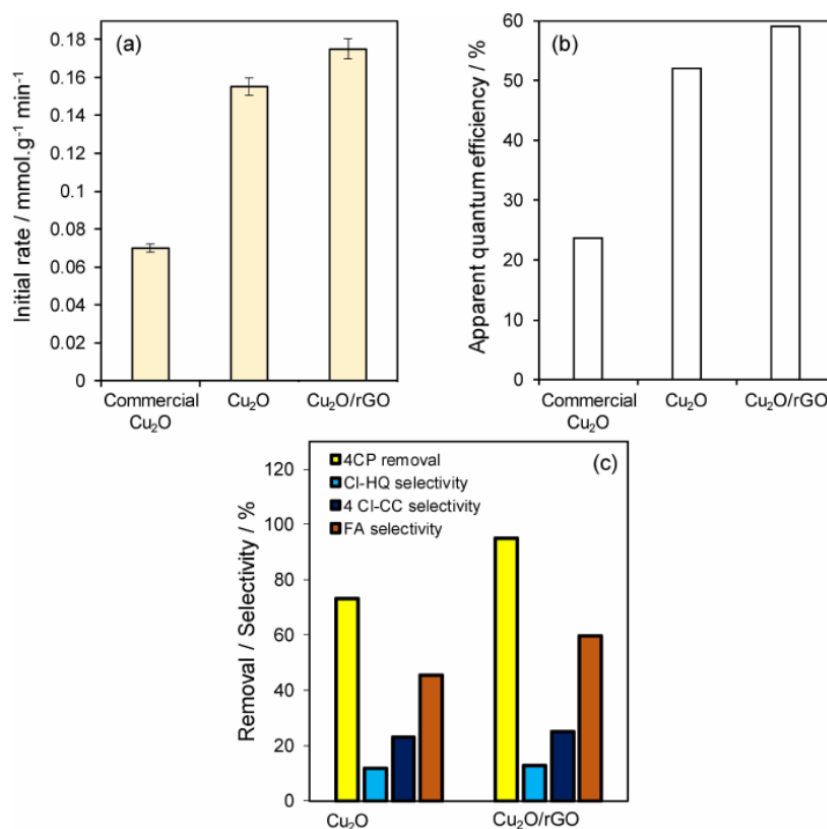 (a)
Initial rate / mmol.g⁻¹ min⁻¹
0.18
0.16
0.14
0.12
0.1
0.08
0.06
0.04
0.02
0
Commercial Cu₂O
Cu₂O
Cu₂O/rGO
(b)
Apparent quantum efficiency / %
60
50
40
30
20
10
0
Commercial Cu₂O
Cu₂O
Cu₂O/rGO
(c)
4CP removal
Cl-HQ selectivity
4 Cl-CC selectivity
FA selectivity
Removal / Selectivity / %
120
100
80
60
40
20
0
Cu₂O
Cu₂O/rGO